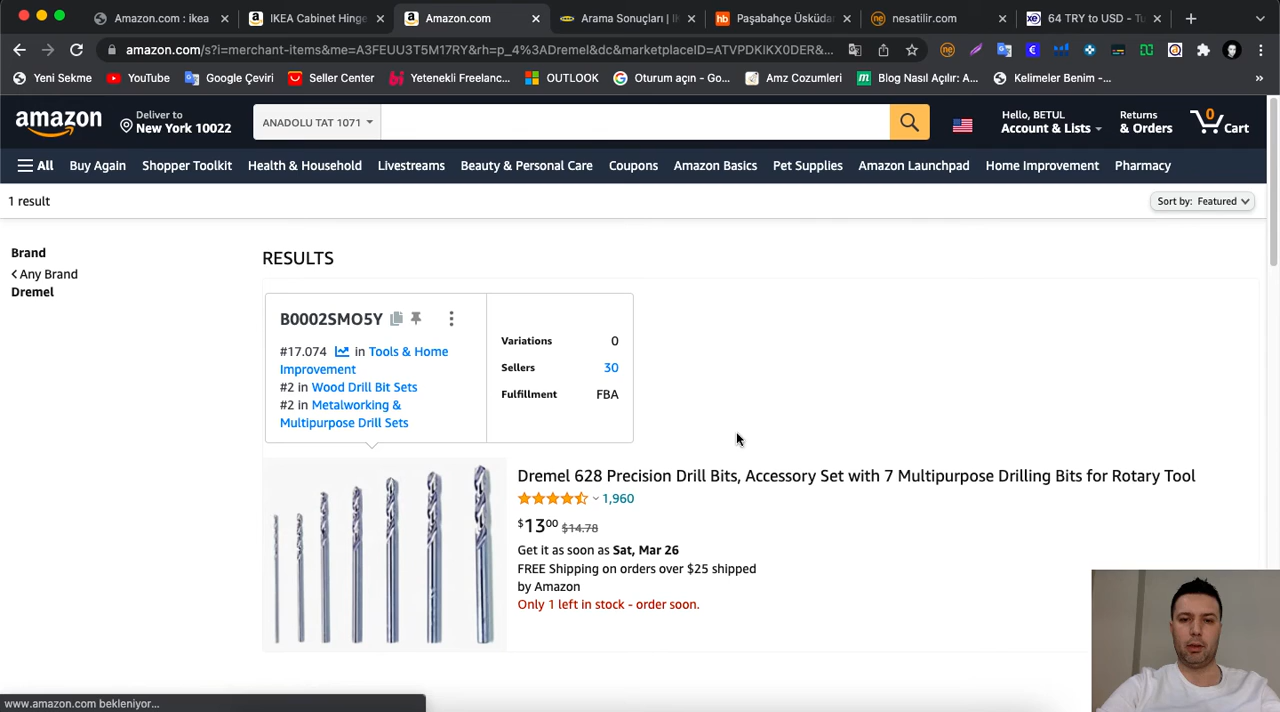 Amazon.com : ikea
IKEA Cabinet Hinge
Amazon.com
Arama Sonuçları | IK
Paşabahçe Üsküda
nesatilir.com
64 TRY to USD - Tu
amazon.com/s?i=merchant-items&me=A3FEUU3T5M17RY&rh=p_4%3ADremel&dc&marketplaceID=ATVPDKIKX0DER&...
Yeni Sekme
YouTube
Google Çeviri
Seller Center
Yetenekli Freelanc...
OUTLOOK
Oturum açın - Go...
Amz Cozumleri
Blog Nasıl Açılır: A...
Kelimeler Benim -...
amazon
Deliver to
New York 10022
ANADOLU TAT 1071
Hello, BETUL
Account & Lists
Returns
& Orders
0
Cart
All
Buy Again
Shopper Toolkit
Health & Household
Livestreams
Beauty & Personal Care
Coupons
Amazon Basics
Pet Supplies
Amazon Launchpad
Home Improvement
Pharmacy
1 result
Sort by: Featured
Brand
Any Brand
Dremel
RESULTS
B0002SMO5Y
#17.074 in Tools & Home
Improvement
#2 in Wood Drill Bit Sets
#2 in Metalworking &
Multipurpose Drill Sets
Variations 0
Sellers 30
Fulfillment FBA
Dremel 628 Precision Drill Bits, Accessory Set with 7 Multipurpose Drilling Bits for Rotary Tool
1,960
$1300 $14.78
Get it as soon as Sat, Mar 26
FREE Shipping on orders over $25 shipped
by Amazon
Only 1 left in stock - order soon.
www.amazon.com bekleniyor...